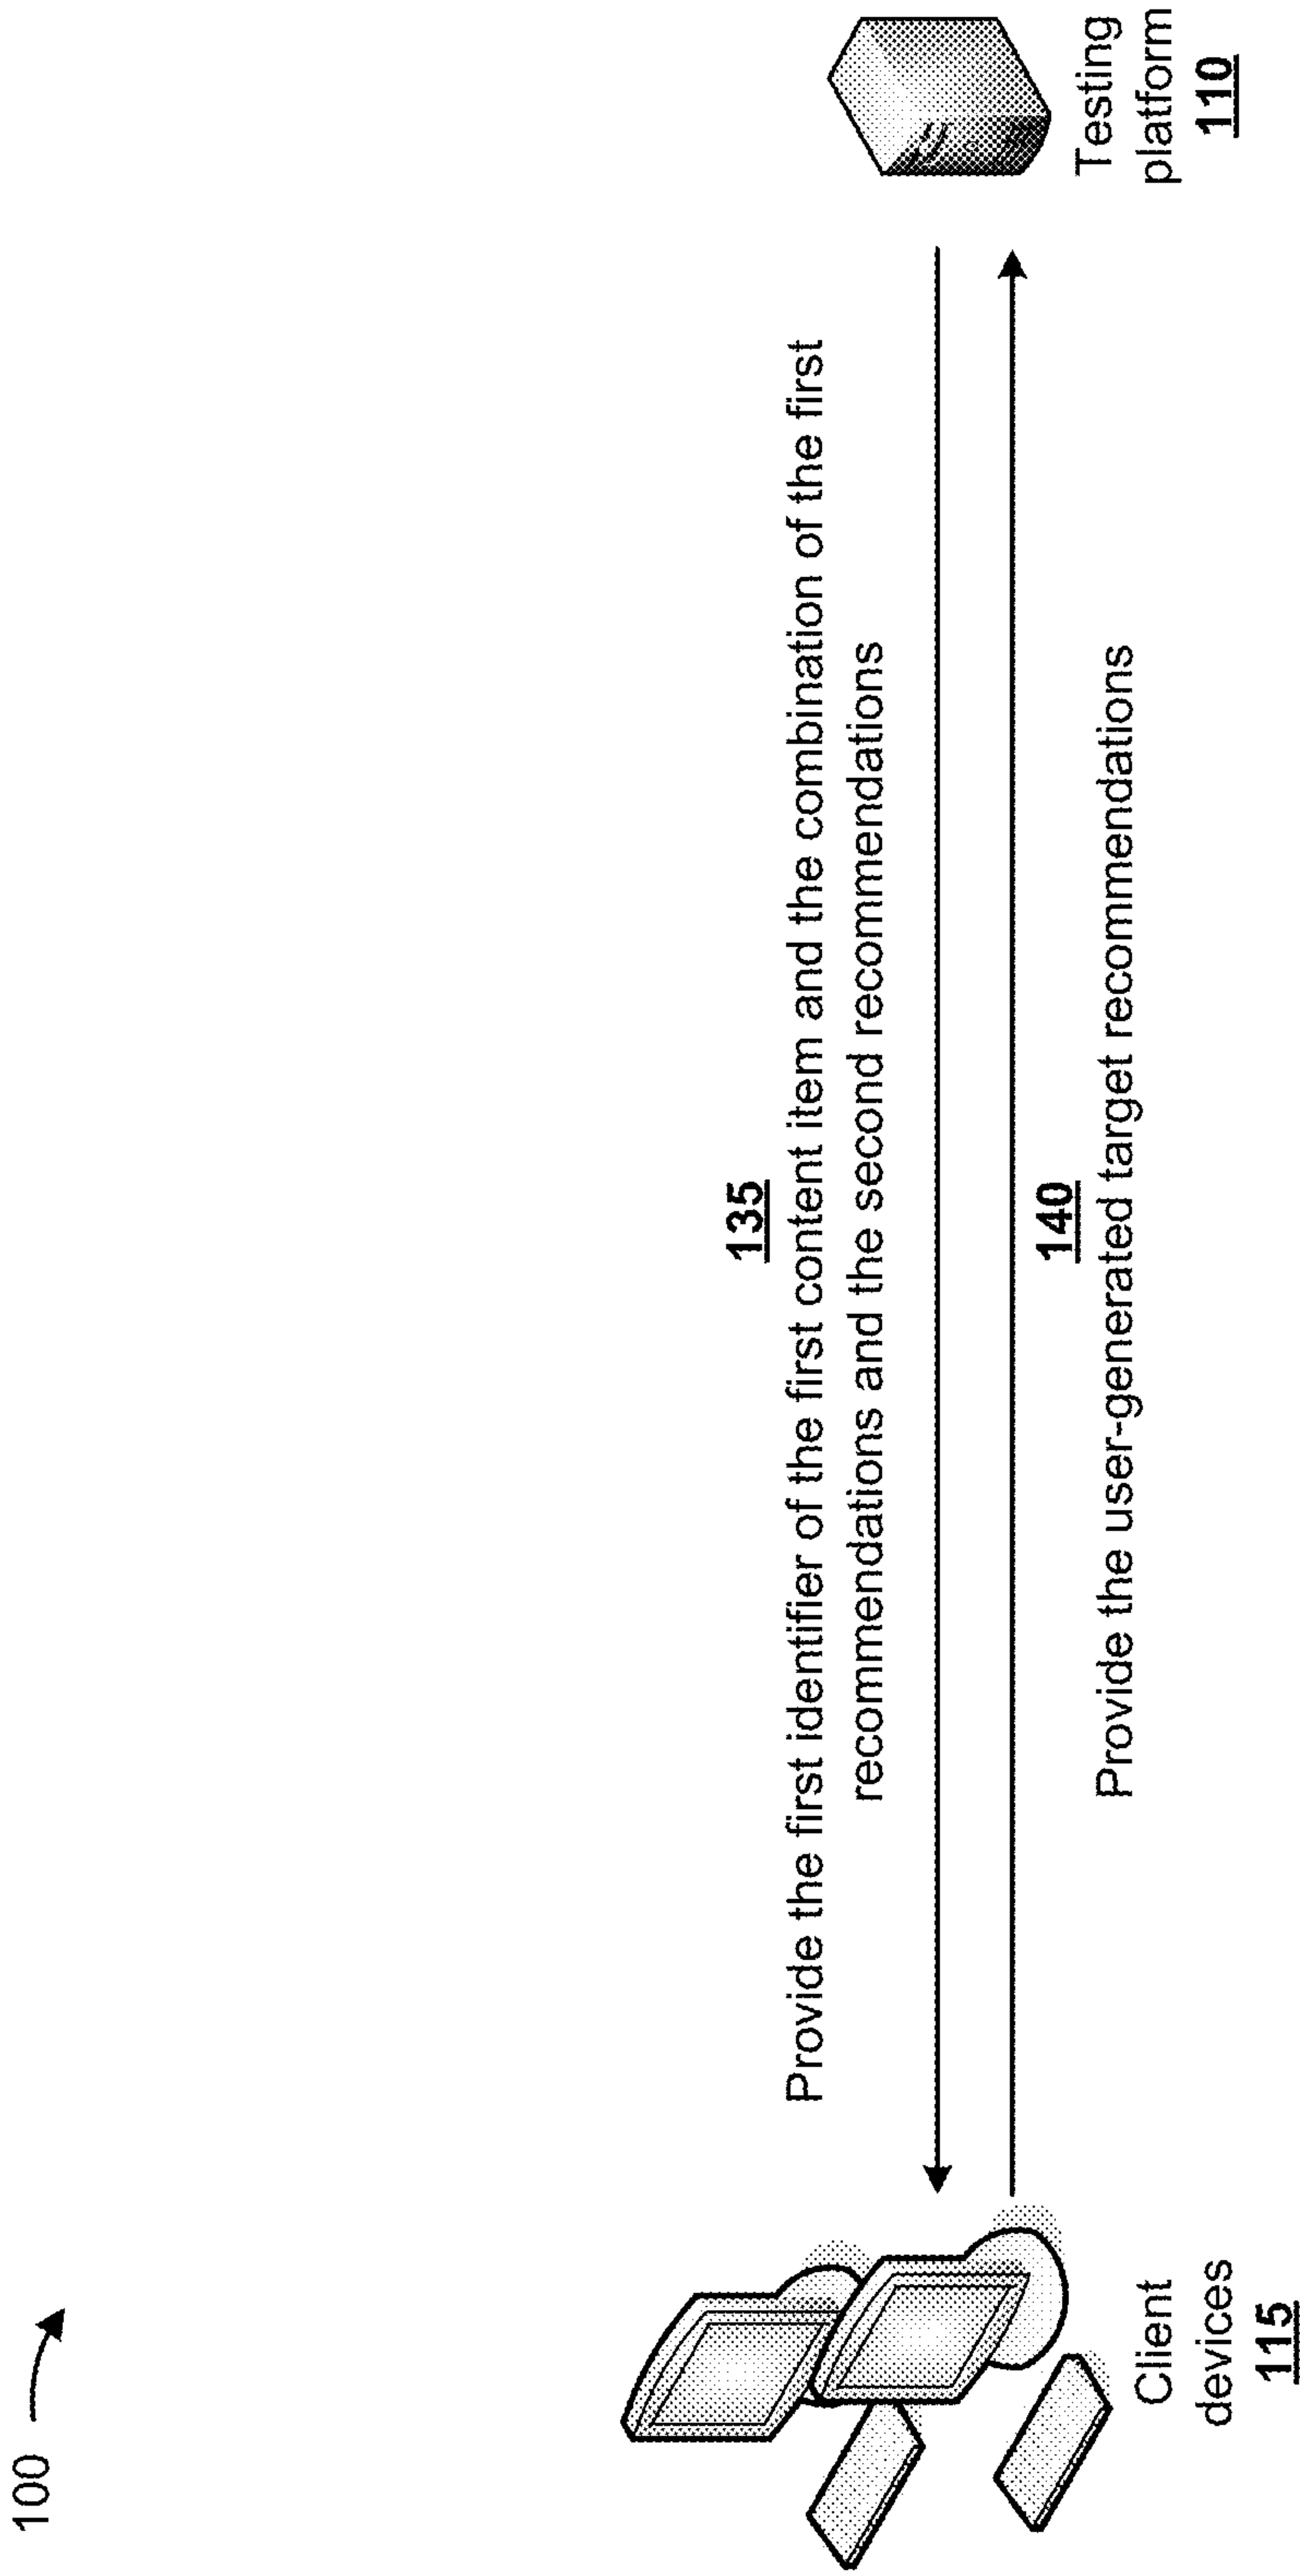 100
135
Provide the first identifier of the first content item and the combination of the first
recommendations and the second recommendations
140
Provide the user-generated target recommendations
Client
devices
115
Testing
platform
110